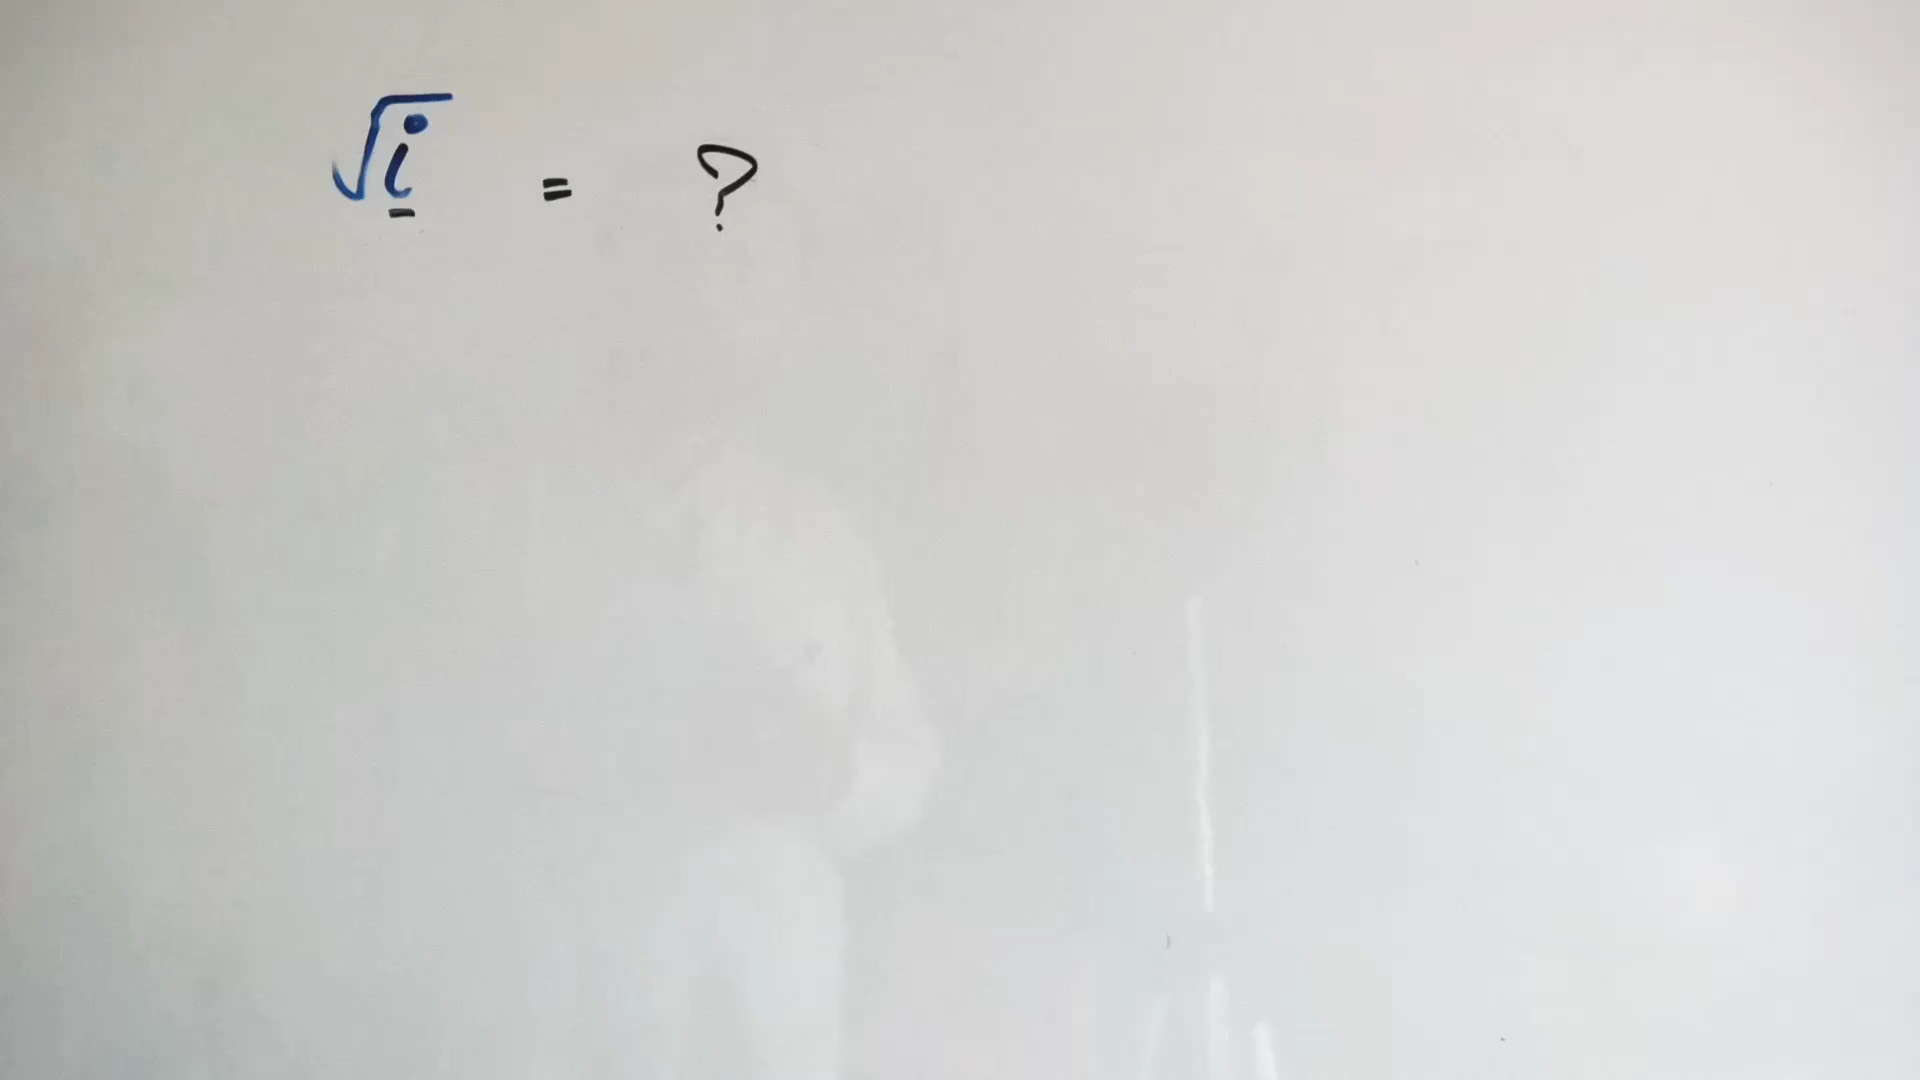 √i = ?